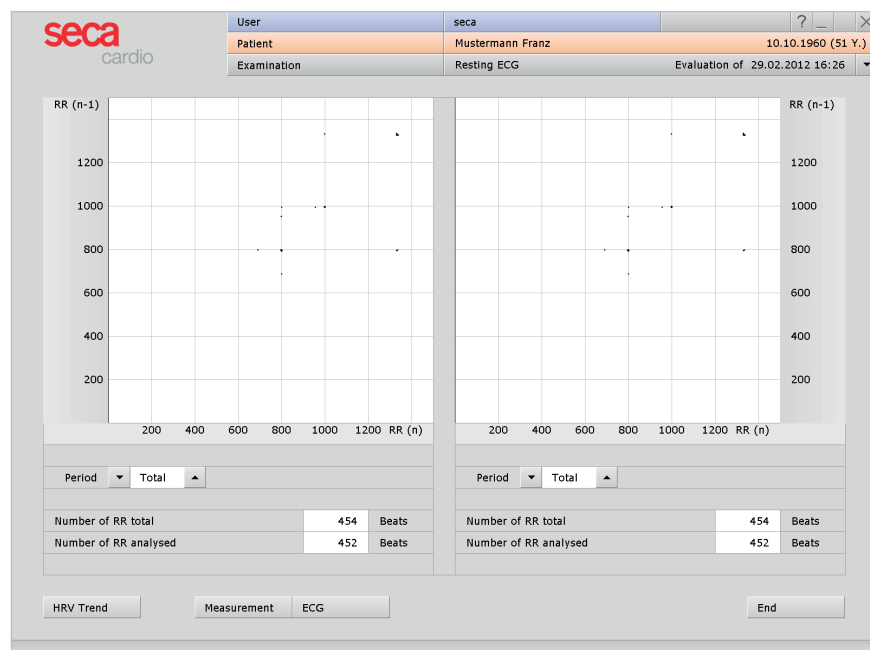 seca
cardio
User seca ? _ X
Patient Mustermann Franz 10.10.1960 (51 Y.)
Examination Resting ECG Evaluation of 29.02.2012 16:26
RR (n-1) RR (n-1)
1200 1200
1000 1000
800 800
600 600
400 400
200 200
200 400 600 800 1000 1200 RR (n) 200 400 600 800 1000 1200 RR (n)
Period Total Period Total
Number of RR total 454 Beats Number of RR total 454 Beats
Number of RR analysed 452 Beats Number of RR analysed 452 Beats
HRV Trend Measurement ECG End